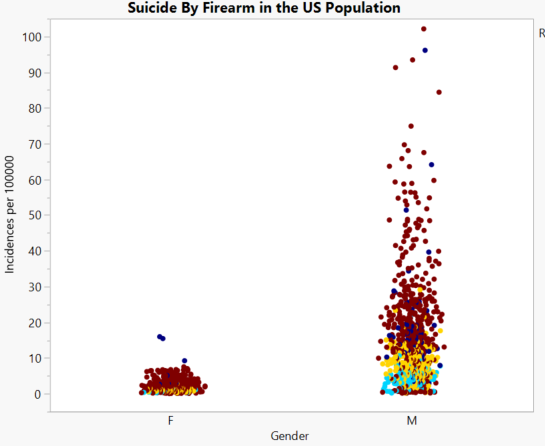 Suicide By Firearm in the US Population
R
100
90
80
70
60
50
40
30
20
10
0
Incidences per 100000
F M
Gender